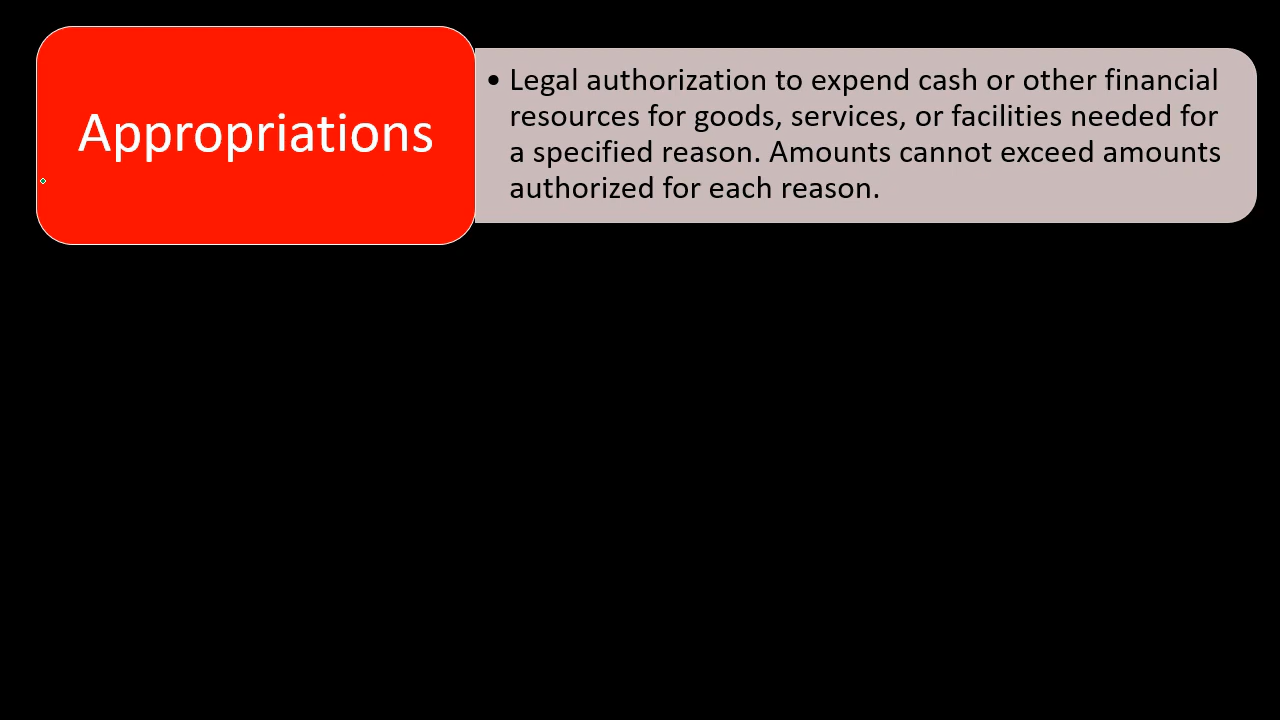 Appropriations
• Legal authorization to expend cash or other financial
resources for goods, services, or facilities needed for
a specified reason. Amounts cannot exceed amounts
authorized for each reason.